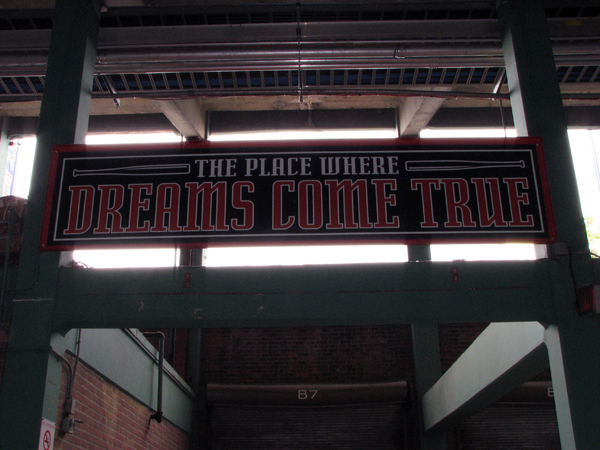 THE PLACE WHERE
DREAMS COME TRUE
B7